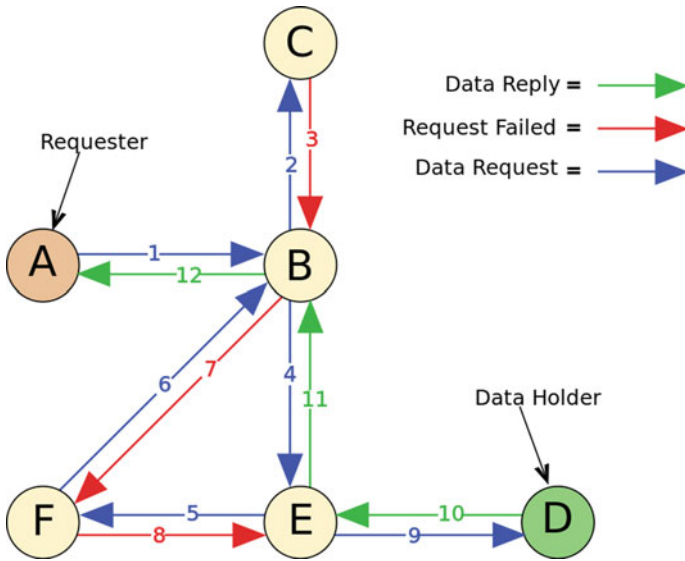 C
Data Reply =
Request Failed =
Data Request =
3
2
Requester
A
1
12
B
6
7
4
11
Data Holder
F
5
8
E
10
9
D